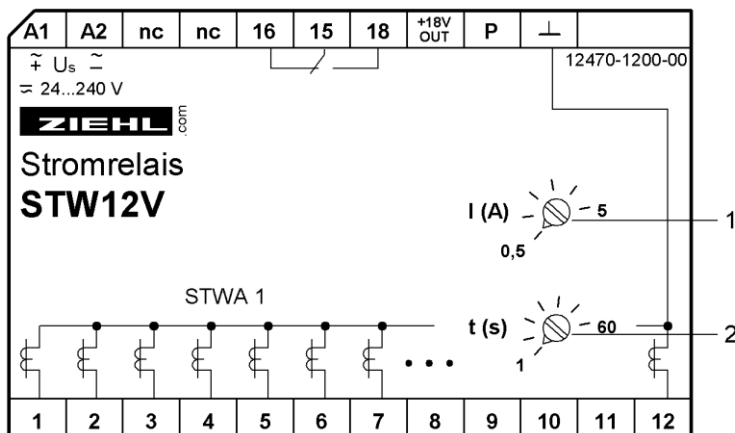 A1 A2 nc nc 16 15 18 +18V OUT P ⊥
~ + Us ~ −
12470-1200-00
≂ 24...240 V
ZIEHL .com
Stromrelais
STW12V
I (A) 5 1
0,5
STWA 1
t (s) 60 2
1
1 2 3 4 5 6 7 8 9 10 11 12